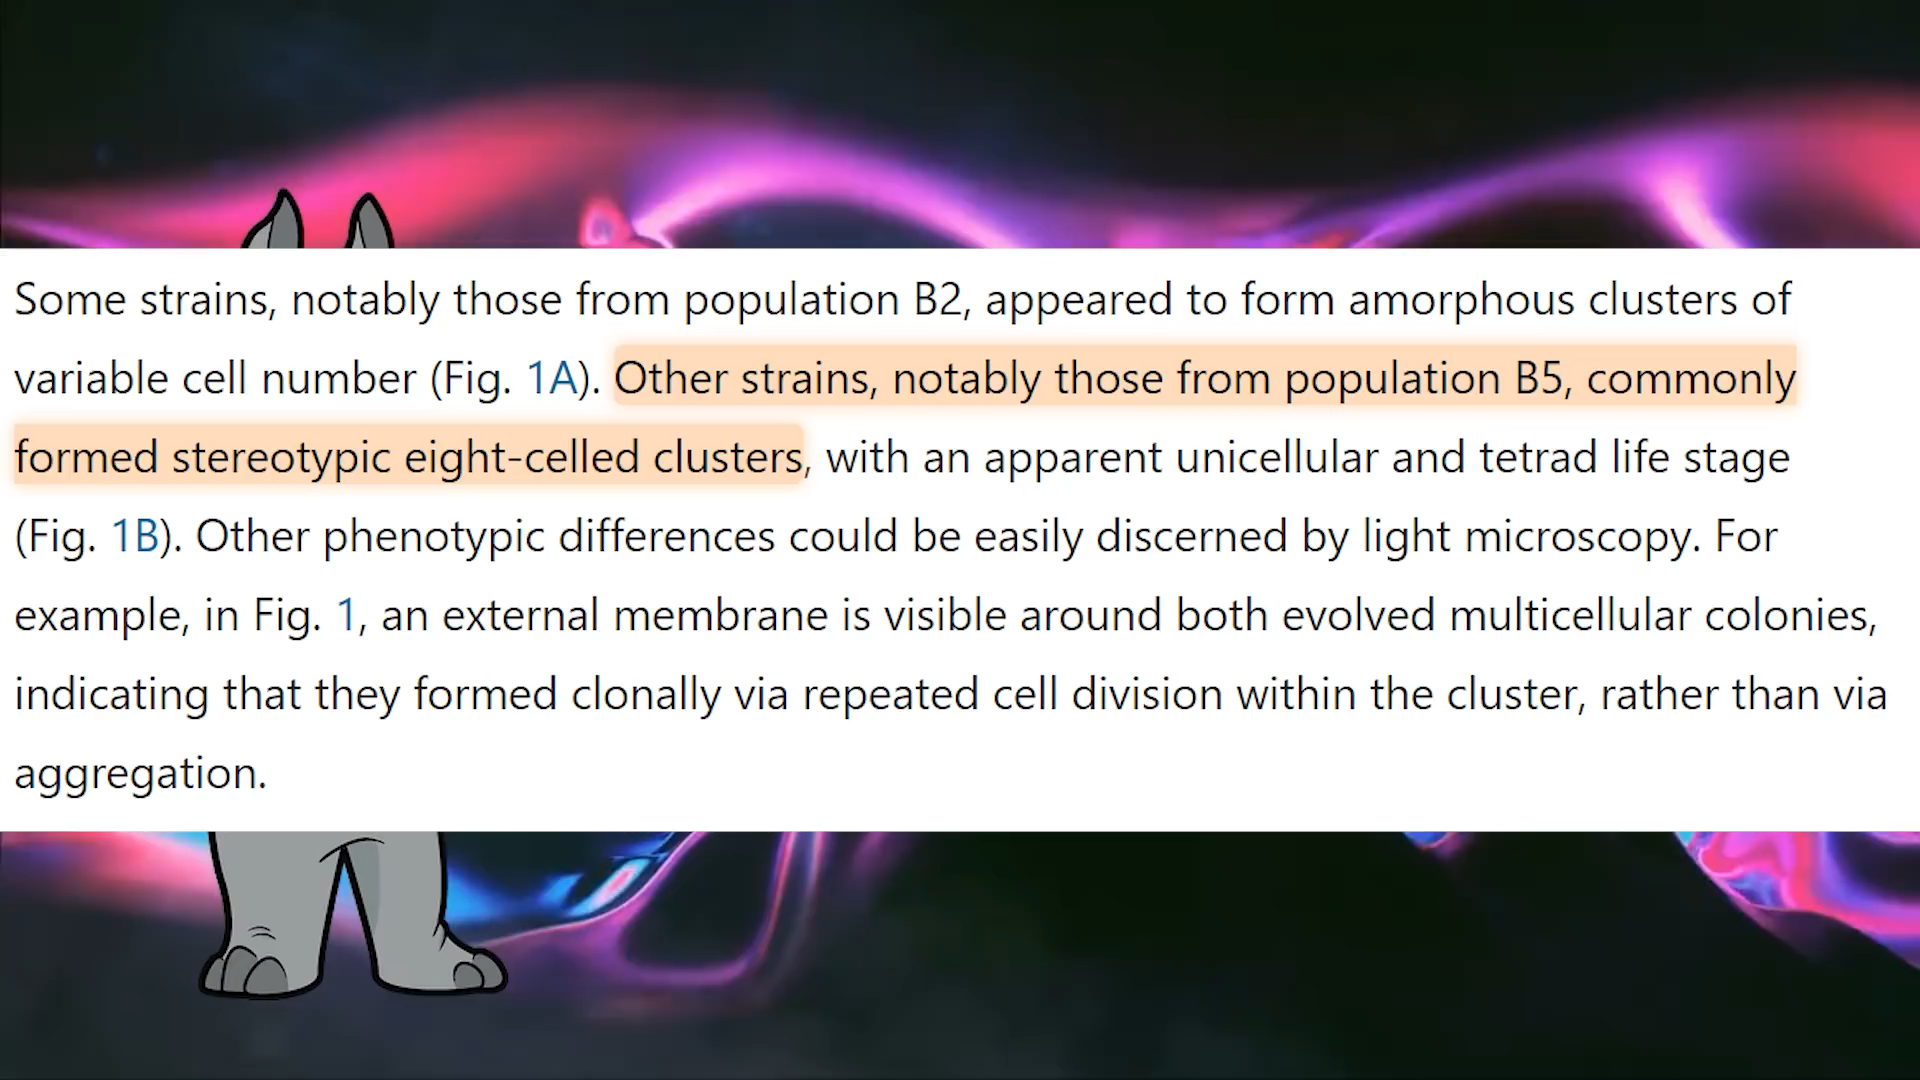 Some strains, notably those from population B2, appeared to form amorphous clusters of
variable cell number (Fig. 1A). Other strains, notably those from population B5, commonly
formed stereotypic eight-celled clusters, with an apparent unicellular and tetrad life stage
(Fig. 1B). Other phenotypic differences could be easily discerned by light microscopy. For
example, in Fig. 1, an external membrane is visible around both evolved multicellular colonies,
indicating that they formed clonally via repeated cell division within the cluster, rather than via
aggregation.